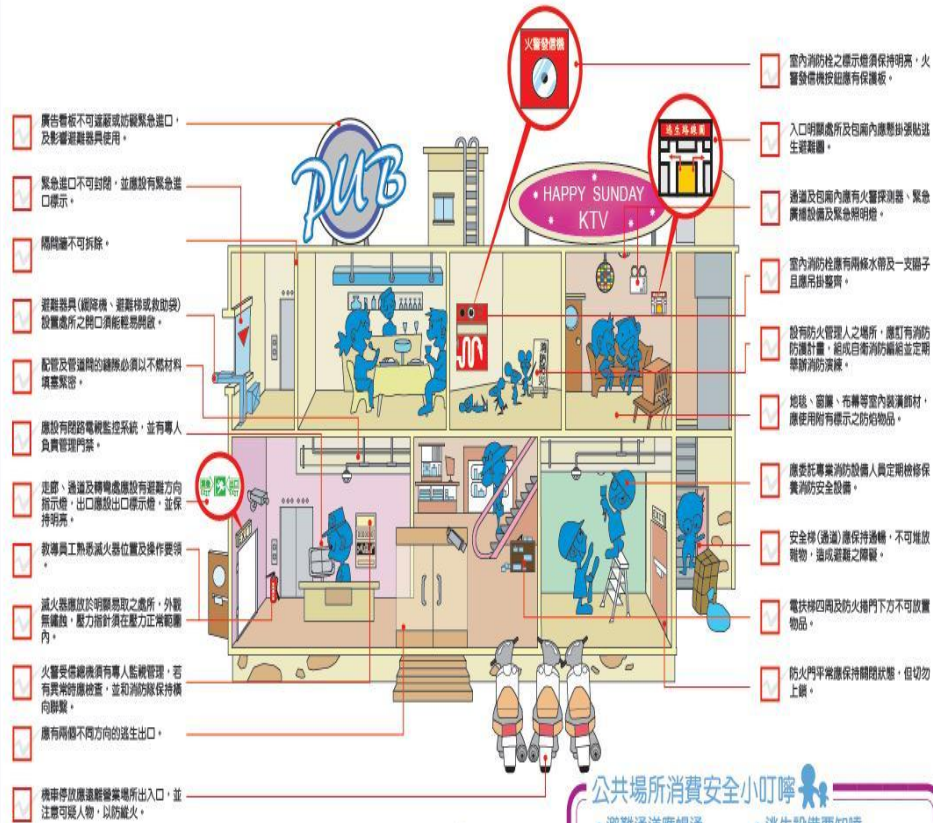 廣告看板不可遮蔽或妨礙緊急進口，
及影響避難器具使用。
緊急進口不可封閉，並應設有緊急進
口標示。
隔間牆不可拆除。
避難器具(緩降機、避難梯或救助袋)
設置處所之開口須能輕易開啟。
配管及管道間的縫隙必須以不燃材料
填塞緊密。
應設有閉路電視監控系統，並有專人
負責管理門禁。
走廊、通道及轉彎處應設有避難方向
指示燈，出口應設出口標示燈，並保
持明亮。
教導員工熟悉滅火器位置及操作要領
。
滅火器應放於明顯易取之處所，外觀
無鏽蝕，壓力指針須在壓力正常範圍
內。
火警受信總機須有專人監視管理，若
有異常時應檢查，並和消防隊保持橫
向聯繫。
應有兩個不同方向的逃生出口。
機車停放應遠離營業場所出入口，並
注意可疑人物，以防縱火。
PUB
火警發信機
HAPPY SUNDAY
KTV
逃生路線圖
室內消防栓之標示燈須保持明亮，火
警發信機按鈕應有保護板。
入口明顯處所及包廂內應懸掛張貼逃
生避難圖。
通道及包廂內應有火警探測器、緊急
廣播設備及緊急照明燈。
室內消防栓應有兩條水帶及一支瞄子
且應吊掛整齊。
設有防火管理人之場所，應訂有消防
防護計畫，組成自衛消防編組並定期
舉辦消防演練。
地毯、窗簾、布幕等室內裝潢飾材，
應使用附有標示之防焰物品。
應委託專業消防設備人員定期檢修保
養消防安全設備。
安全梯(通道)應保持通暢，不可堆放
雜物，造成避難之障礙。
電扶梯四周及防火捲門下方不可放置
物品。
防火門平常應保持關閉狀態，但切勿
上鎖。
公共場所消費安全小叮嚀